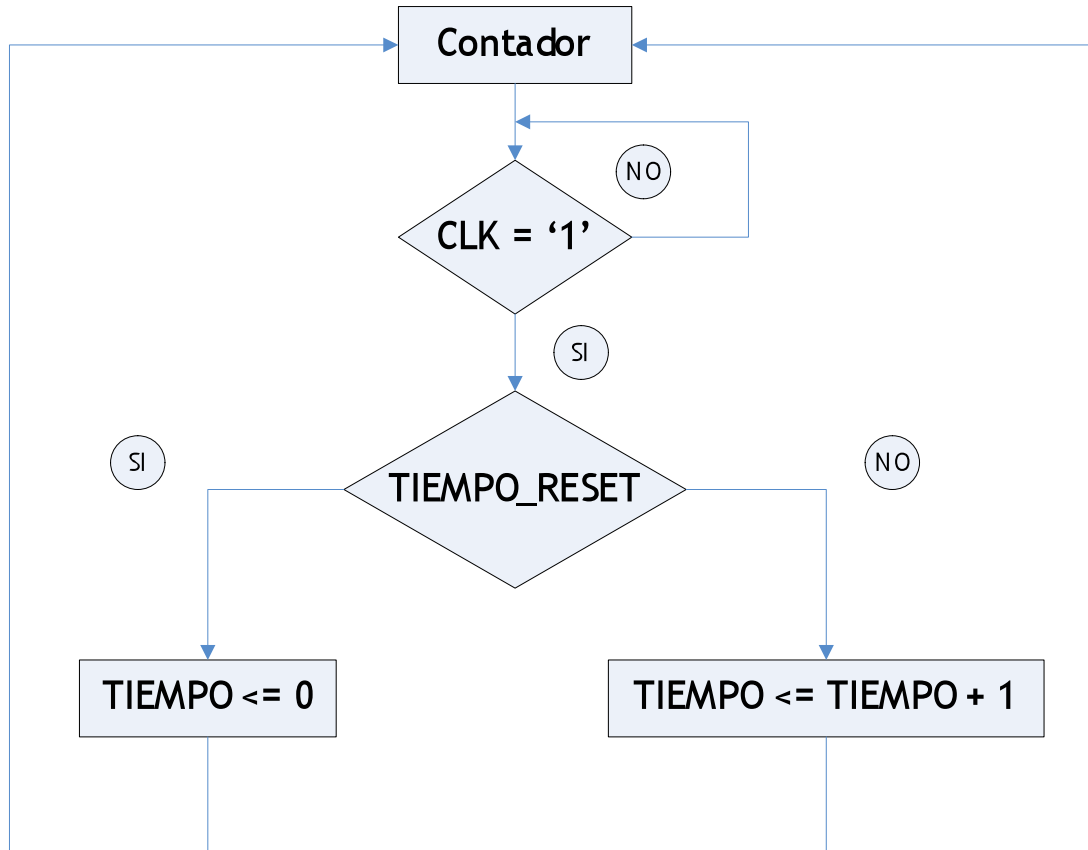 Contador
NO
CLK = ‘1’
SI
SI
NO
TIEMPO_RESET
TIEMPO <= 0
TIEMPO <= TIEMPO + 1